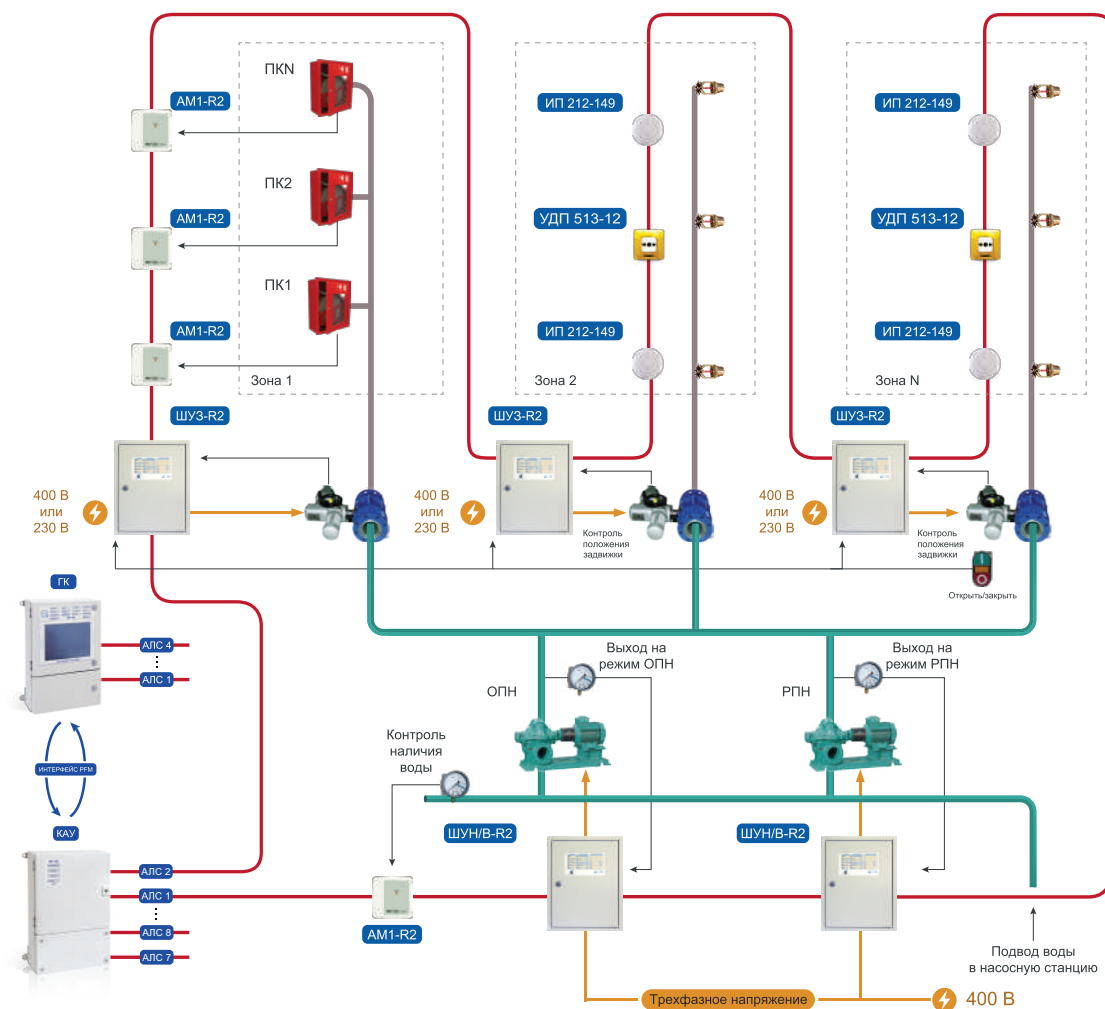 ПКN
АМ1-R2
ИП 212-149
ИП 212-149
ПК2
АМ1-R2
УДП 513-12
УДП 513-12
ПК1
АМ1-R2
ИП 212-149
ИП 212-149
Зона 1
Зона 2
Зона N
ШУЗ-R2
ШУЗ-R2
ШУЗ-R2
400 В
или
230 В
400 В
или
230 В
400 В
или
230 В
Контроль
положения
задвижки
Контроль
положения
задвижки
Открыть/закрыть
ГК
АЛС 4
АЛС 1
ИНТЕРФЕЙС РFM
КАУ
АЛС 2
АЛС 1
АЛС 8
АЛС 7
Выход на
режим ОПН
Выход на
режим РПН
ОПН
РПН
Контроль
наличия
воды
ШУН/В-R2
ШУН/В-R2
АМ1-R2
Подвод воды
в насосную станцию
Трехфазное напряжение
400 В